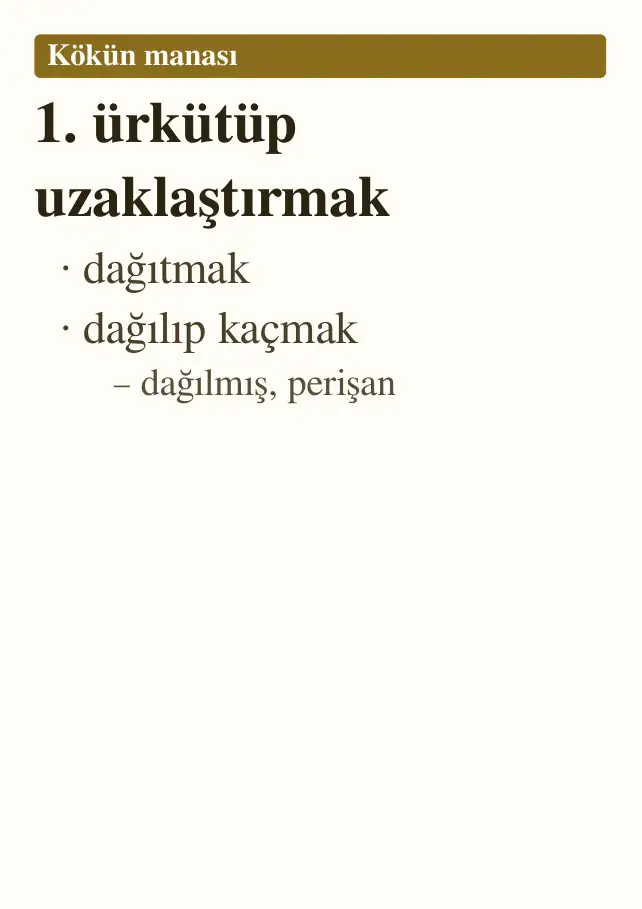 Kökün manası
1. ürkütüp
uzaklaştırmak
· dağıtmak
· dağılıp kaçmak
– dağılmış, perişan